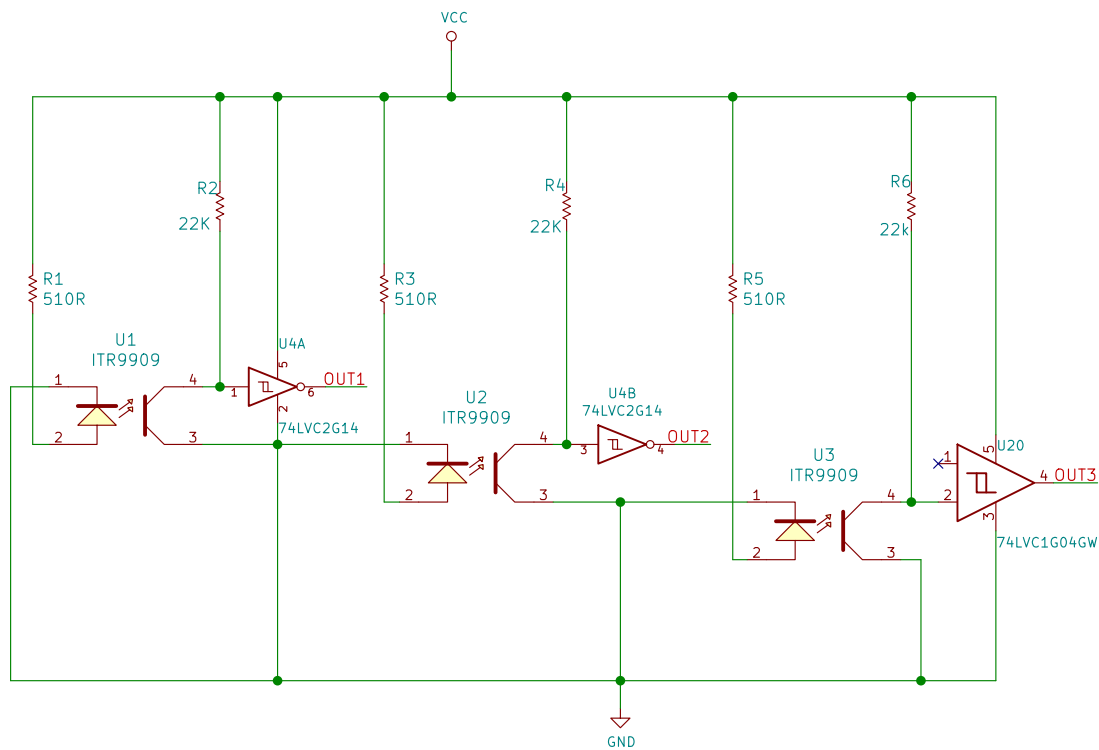 VCC
R2
22K
R4
22K
R6
22k
R1
510R
R3
510R
R5
510R
U1
ITR9909
U4A
5
1
4
1
6
OUT1
2
74LVC2G14
2
3
U2
ITR9909
U4B
74LVC2G14
1
4
3
4
OUT2
2
3
U3
ITR9909
U20
5
1
4
OUT3
2
3
74LVC1G04GW
1
4
2
3
GND